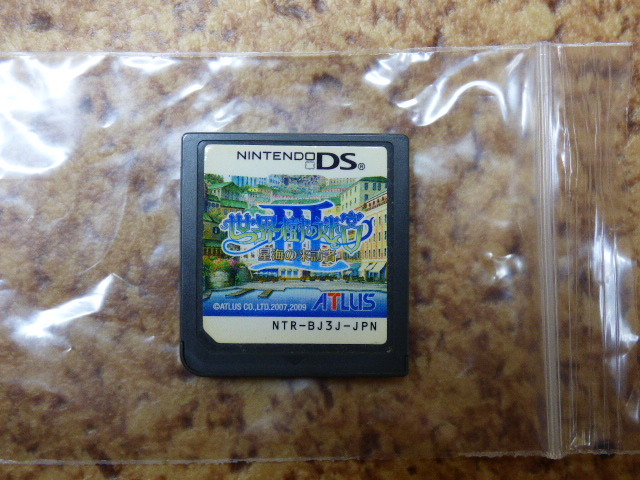 NINTENDO DS®
世界樹の迷宮
III
星海の来訪者
©ATLUS CO.,LTD.2007,2009
ATLUS
NTR-BJ3J-JPN